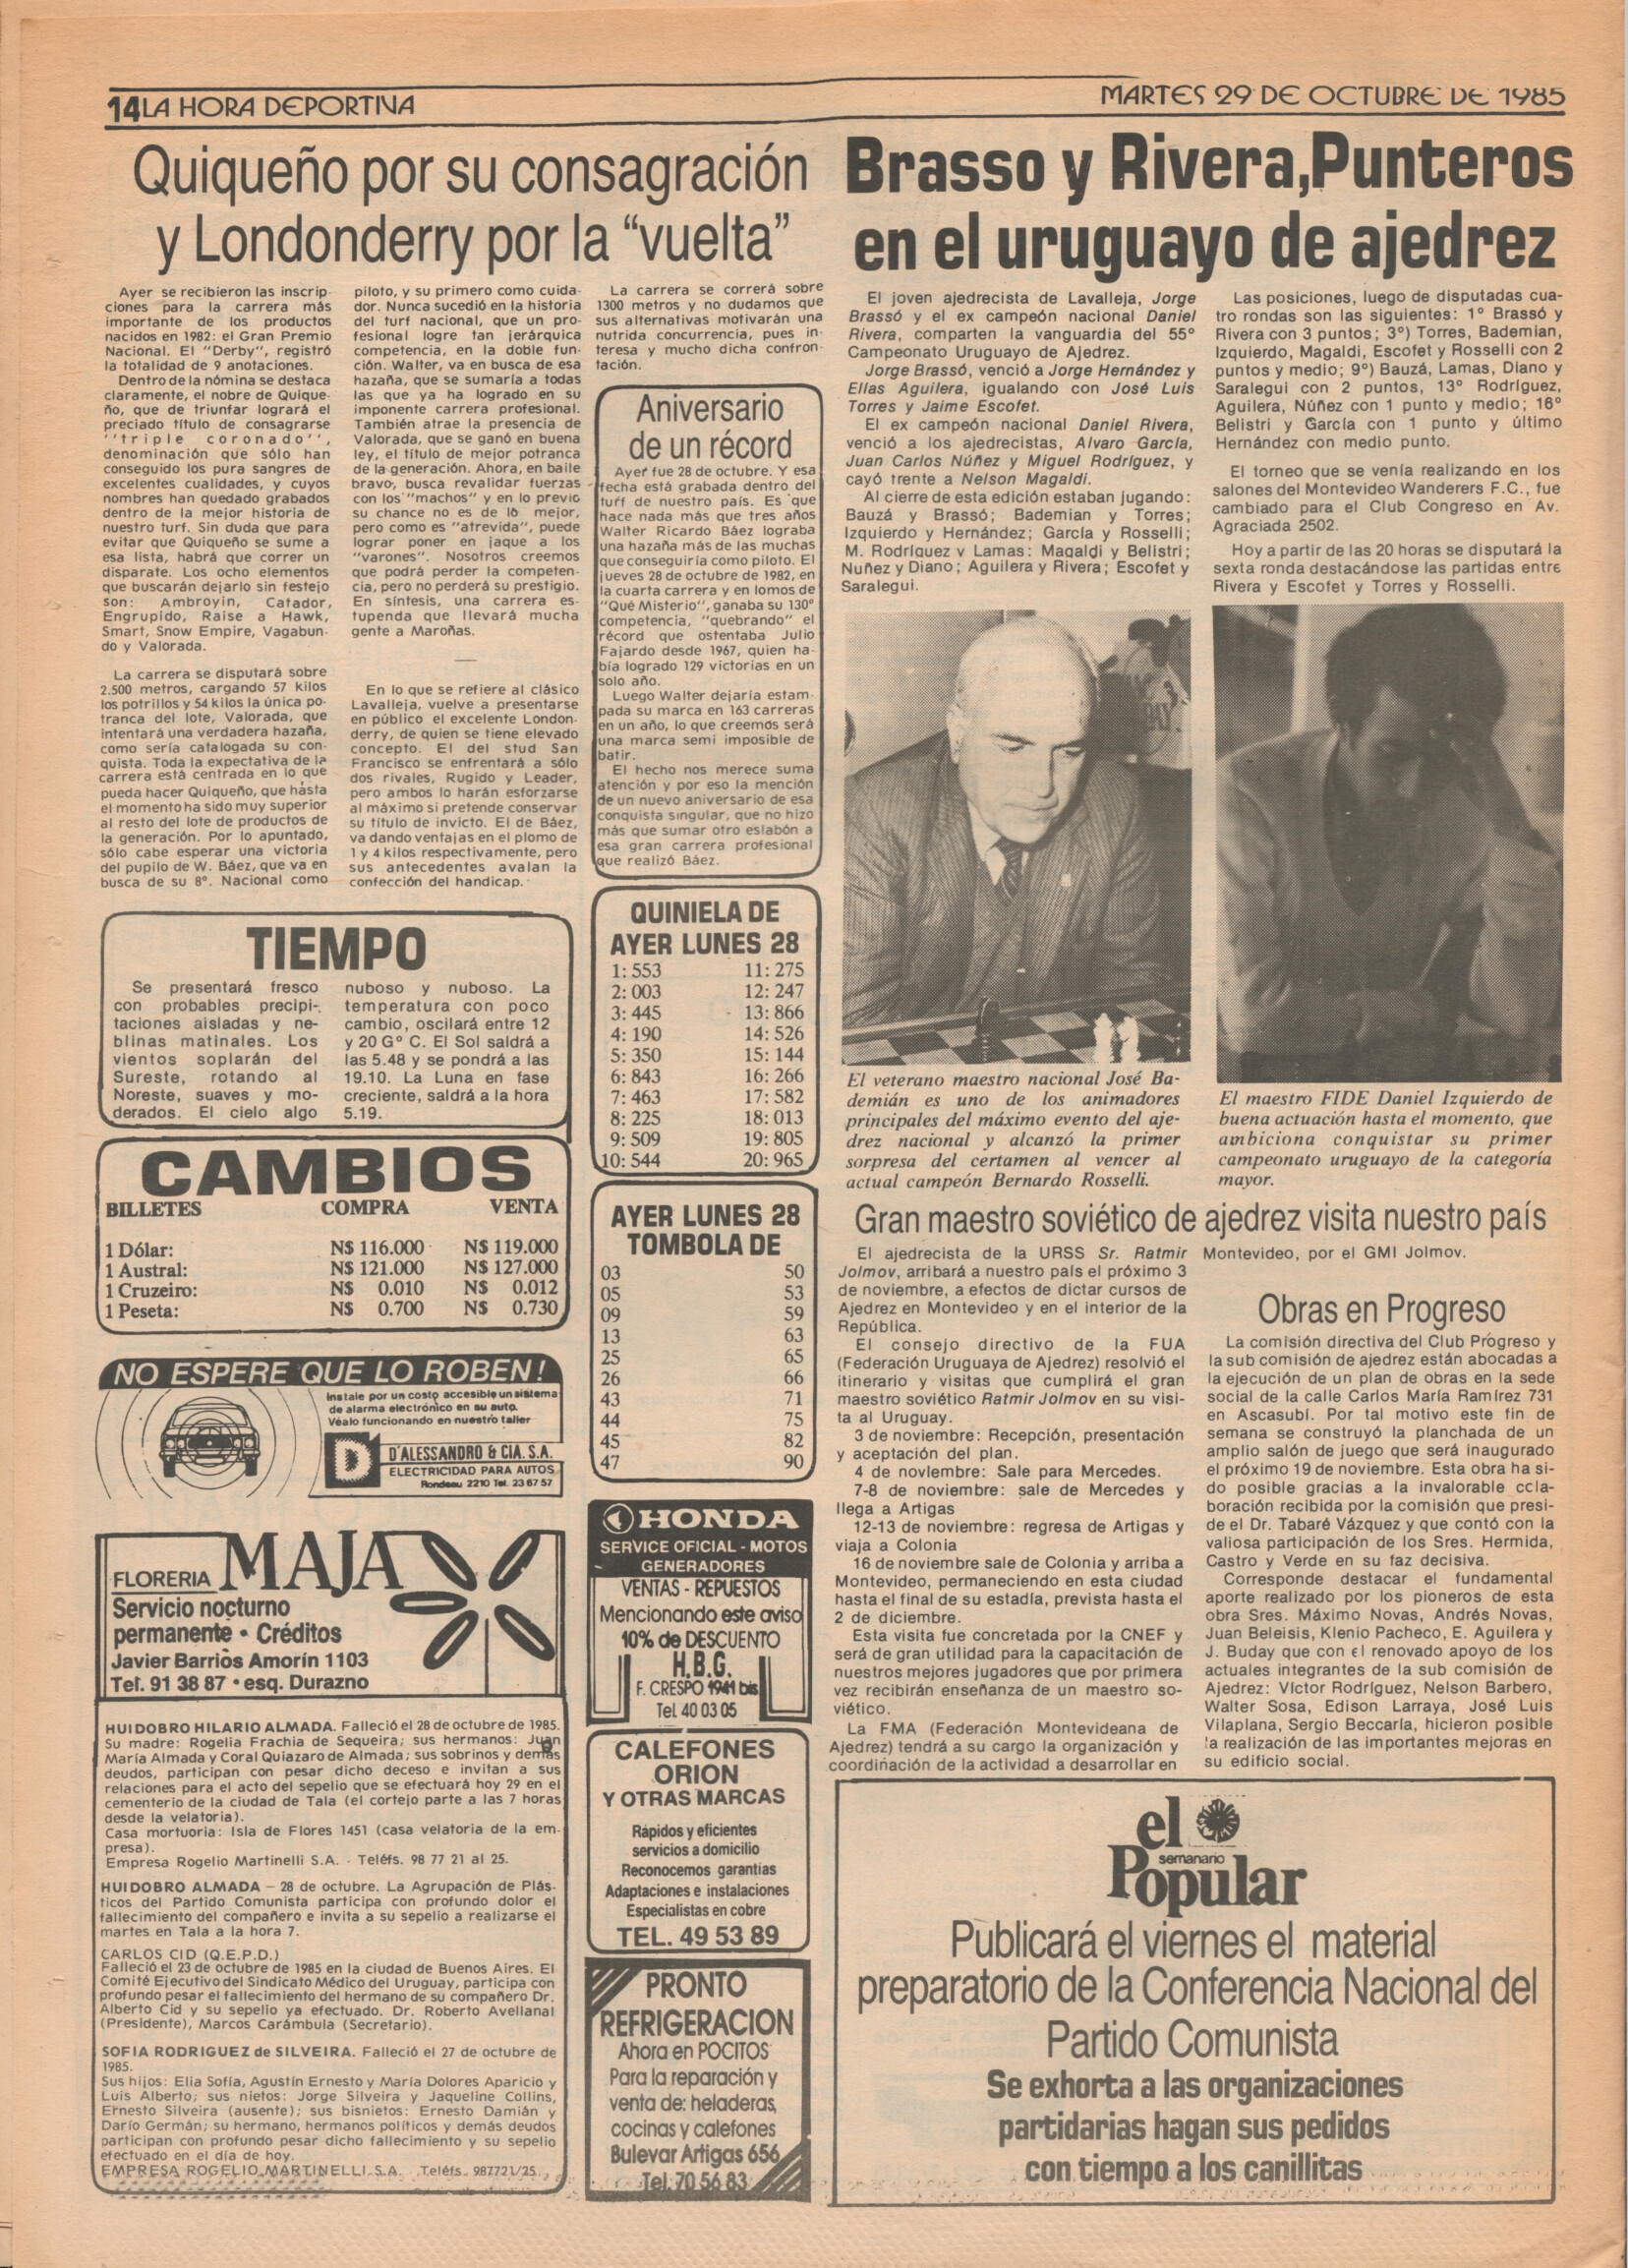 14 LA HORA DEPORTIVA
MARTES 29 DE OCTUBRE DE 1985
Quiqueño por su consagración
y Londonderry por la “vuelta”
Ayer se recibieron las inscrip-
ciones para la carrera más
importante de los productos
nacidos en 1982: el Gran Premio
Nacional. El "Derby", registró
la totalidad de 9 anotaciones.
Dentro de la nómina se destaca
claramente, el nobre de Quique-
ño, que de triunfar logrará el
preciado título de consagrarse
''triple coronado'',
denominación que sólo han
conseguido los pura sangres de
excelentes cualidades, y cuyos
nombres han quedado grabados
dentro de la mejor historia de
nuestro turf. Sin duda que para
evitar que Quiqueño se sume a
esa lista, habrá que correr un
disparate. Los ocho elementos
que buscarán dejarlo sin festejo
son: Ambroyin, Catador,
Engrupido, Raise a Hawk,
Smart, Snow Empire, Vagabun-
do y Valorada.
La carrera se disputará sobre
2.500 metros, cargando 57 kilos
los potrillos y 54 kilos la única po-
tranca del lote, Valorada, que
intentará una verdadera hazaña,
como sería catalogada su con-
quista. Toda la expectativa de la
carrera está centrada en lo que
pueda hacer Quiqueño, que hasta
el momento ha sido muy superior
al resto del lote de productos de
la generación. Por lo apuntado,
sólo cabe esperar una victoria
del pupilo de W. Báez, que va en
busca de su 8º. Nacional como
piloto, y su primero como cuida-
dor. Nunca sucedió en la historia
del turf nacional, que un pro-
fesional logre tan jerárquica
competencia, en la doble fun-
ción. Walter, va en busca de esa
hazaña, que se sumaría a todas
las que ya ha logrado en su
imponente carrera profesional.
También atrae la presencia de
Valorada, que se ganó en buena
ley, el título de mejor potranca
de la generación. Ahora, en baile
bravo, busca revalidar fuerzas
con los "machos" y en lo previo
su chance no es de lo mejor,
pero como es "atrevida", puede
lograr poner en jaque a los
"varones". Nosotros creemos
que podrá perder la competen-
cia, pero no perderá su prestigio.
En síntesis, una carrera es-
tupenda que llevará mucha
gente a Maroñas.
En lo que se refiere al clásico
Lavalleja, vuelve a presentarse
en público el excelente London-
derry, de quien se tiene elevado
concepto. El del stud San
Francisco se enfrentará a sólo
dos rivales, Rugido y Leader,
pero ambos lo harán esforzarse
al máximo si pretende conservar
su título de invicto. El de Báez,
va dando ventajas en el plomo de
1 y 4 kilos respectivamente, pero
sus antecedentes avalan la
confección del handicap.
La carrera se correrá sobre
1300 metros y no dudamos que
sus alternativas motivarán una
nutrida concurrencia, pues in-
teresa y mucho dicha confron-
tación.
Aniversario
de un récord
Ayer fue 28 de octubre. Y esa
fecha está grabada dentro del
turf de nuestro país. Es que
hace nada más que tres años
Walter Ricardo Báez lograba
una hazaña más de las muchas
que conseguiría como piloto. El
jueves 28 de octubre de 1982, en
la cuarta carrera y en lomos de
"Qué Misterio", ganaba su 130º
competencia, "quebrando" el
récord que ostentaba Julio
Fajardo desde 1967, quien ha-
bía logrado 129 victorias en un
solo año.
Luego Walter dejaría estam-
pada su marca en 163 carreras
en un año, lo que creemos será
una marca semi imposible de
batir.
El hecho nos merece suma
atención y por eso la mención
de un nuevo aniversario de esa
conquista singular, que no hizo
más que sumar otro eslabón a
esa gran carrera profesional
que realizó Báez.
TIEMPO
Se presentará fresco
con probables precipi-
taciones aisladas y ne-
blinas matinales. Los
vientos soplarán del
Sureste, rotando al
Noreste, suaves y mo-
derados. El cielo algo
nuboso y nuboso. La
temperatura con poco
cambio, oscilará entre 12
y 20 Gº C. El Sol saldrá a
las 5.48 y se pondrá a las
19.10. La Luna en fase
creciente, saldrá a la hora
5.19.
CAMBIOS
BILLETES COMPRA VENTA
1 Dólar: N$ 116.000 N$ 119.000
1 Austral: N$ 121.000 N$ 127.000
1 Cruzeiro: N$ 0.010 N$ 0.012
1 Peseta: N$ 0.700 N$ 0.730
NO ESPERE QUE LO ROBEN!
Instale por un costo accesible un sistema
de alarma electrónico en su auto.
Véalo funcionando en nuestro taller
D
D'ALESSANDRO & CIA. S.A.
ELECTRICIDAD PARA AUTOS
Rondeau 2210 Tel. 23 67 57
FLORERIA MAJA
Servicio nocturno
permanente • Créditos
Javier Barriòs Amorín 1103
Tel. 91 38 87 • esq. Durazno
HUIDOBRO HILARIO ALMADA. Falleció el 28 de octubre de 1985.
Su madre: Rogelia Frachia de Sequeira; sus hermanos: Juan
María Almada y Coral Quiazaro de Almada; sus sobrinos y demás
deudos, participan con pesar dicho deceso e invitan a sus
relaciones para el acto del sepelio que se efectuará hoy 29 en el
cementerio de la ciudad de Tala (el cortejo parte a las 7 horas
desde la velatoria).
Casa mortuoria: Isla de Flores 1451 (casa velatoria de la em-
presa).
Empresa Rogelio Martinelli S.A. - Teléfs. 98 77 21 al 25.
HUIDOBRO ALMADA — 28 de octubre. La Agrupación de Plás-
ticos del Partido Comunista participa con profundo dolor el
fallecimiento del compañero e invita a su sepelio a realizarse el
martes en Tala a la hora 7.
CARLOS CID (Q.E.P.D.)
Falleció el 23 de octubre de 1985 en la ciudad de Buenos Aires. El
Comité Ejecutivo del Sindicato Médico del Uruguay, participa con
profundo pesar el fallecimiento del hermano de su compañero Dr.
Alberto Cid y su sepelio ya efectuado. Dr. Roberto Avellanal
(Presidente), Marcos Carámbula (Secretario).
SOFIA RODRIGUEZ de SILVEIRA. Falleció el 27 de octubre de
1985.
Sus hijos: Elia Sofía, Agustín Ernesto y María Dolores Aparicio y
Luis Alberto; sus nietos: Jorge Silveira y Jaqueline Collins,
Ernesto Silveira (ausente); sus bisnietos: Ernesto Damián y
Darío Germán; su hermano, hermanos políticos y demás deudos
participan con profundo pesar dicho fallecimiento y su sepelio
efectuado en el día de hoy.
EMPRESA ROGELIO MARTINELLI S.A. Teléfs. 987721/25.
QUINIELA DE
AYER LUNES 28
1: 553 11: 275
2: 003 12: 247
3: 445 13: 866
4: 190 14: 526
5: 350 15: 144
6: 843 16: 266
7: 463 17: 582
8: 225 18: 013
9: 509 19: 805
10: 544 20: 965
AYER LUNES 28
TOMBOLA DE
03 50
05 53
09 59
13 63
25 65
26 66
43 71
44 75
45 82
47 90
HONDA
SERVICE OFICIAL - MOTOS
GENERADORES
VENTAS - REPUESTOS
Mencionando este aviso
10% de DESCUENTO
H.B.G.
F. CRESPO 1941 bis
Tel. 40 03 05
CALEFONES
ORION
Y OTRAS MARCAS
Rápidos y eficientes
servicios a domicilio
Reconocemos garantías
Adaptaciones e instalaciones
Especialistas en cobre
TEL. 49 53 89
PRONTO
REFRIGERACION
Ahora en POCITOS
Para la reparación y
venta de: heladeras,
cocinas y calefones
Bulevar Artigas 656
Tel. 70 56 83
Brasso y Rivera, Punteros
en el uruguayo de ajedrez
El joven ajedrecista de Lavalleja, Jorge
Brassó y el ex campeón nacional Daniel
Rivera, comparten la vanguardia del 55º
Campeonato Uruguayo de Ajedrez.
Jorge Brassó, venció a Jorge Hernández y
Elías Aguilera, igualando con José Luis
Torres y Jaime Escofet.
El ex campeón nacional Daniel Rivera,
venció a los ajedrecistas, Alvaro García,
Juan Carlos Núñez y Miguel Rodríguez, y
cayó trente a Nelson Magaldi.
Al cierre de esta edición estaban jugando:
Bauzá y Brassó; Bademian y Torres;
Izquierdo y Hernández; García y Rosselli;
M. Rodríguez y Lamas: Magaldi y Belistri;
Nuñez y Diano; Aguilera y Rivera; Escofet y
Saralegui.
Las posiciones, luego de disputadas cua-
tro rondas son las siguientes: 1º Brassó y
Rivera con 3 puntos; 3º) Torres, Bademian,
Izquierdo, Magaldi, Escofet y Rosselli con 2
puntos y medio; 9º) Bauzá, Lamas, Diano y
Saralegui con 2 puntos, 13º Rodríguez,
Aguilera, Núñez con 1 punto y medio; 16º
Belistri y García con 1 punto y último
Hernández con medio punto.
El torneo que se venía realizando en los
salones del Montevideo Wanderers F.C., fue
cambiado para el Club Congreso en Av.
Agraciada 2502.
Hoy a partir de las 20 horas se disputará la
sexta ronda destacándose las partidas entre
Rivera y Escofet y Torres y Rosselli.
El veterano maestro nacional José Ba-
demián es uno de los animadores
principales del máximo evento del aje-
drez nacional y alcanzó la primer
sorpresa del certamen al vencer al
actual campeón Bernardo Rosselli.
El maestro FIDE Daniel Izquierdo de
buena actuación hasta el momento, que
ambiciona conquistar su primer
campeonato uruguayo de la categoría
mayor.
Gran maestro soviético de ajedrez visita nuestro país
El ajedrecista de la URSS Sr. Ratmir
Jolmov, arribará a nuestro país el próximo 3
de noviembre, a efectos de dictar cursos de
Ajedrez en Montevideo y en el interior de la
República.
El consejo directivo de la FUA
(Federación Uruguaya de Ajedrez) resolvió el
itinerario y visitas que cumplirá el gran
maestro soviético Ratmir Jolmov en su visi-
ta al Uruguay.
3 de noviembre: Recepción, presentación
y aceptación del plan.
4 de noviembre: Sale para Mercedes.
7-8 de noviembre: sale de Mercedes y
llega a Artigas
12-13 de noviembre: regresa de Artigas y
viaja a Colonia
16 de noviembre sale de Colonia y arriba a
Montevideo, permaneciendo en esta ciudad
hasta el final de su estadía, prevista hasta el
2 de diciembre.
Esta visita fue concretada por la CNEF y
será de gran utilidad para la capacitación de
nuestros mejores jugadores que por primera
vez recibirán enseñanza de un maestro so-
viético.
La FMA (Federación Montevideana de
Ajedrez) tendrá a su cargo la organización y
coordinación de la actividad a desarrollar en
Montevideo, por el GMI Jolmov.
Obras en Progreso
La comisión directiva del Club Prógreso y
la sub comisión de ajedrez están abocadas a
la ejecución de un plan de obras en la sede
social de la calle Carlos María Ramírez 731
en Ascasubí. Por tal motivo este fin de
semana se construyó la planchada de un
amplio salón de juego que será inaugurado
el próximo 19 de noviembre. Esta obra ha si-
do posible gracias a la invalorable cola-
boración recibida por la comisión que presi-
de el Dr. Tabaré Vázquez y que contó con la
valiosa participación de los Sres. Hermida,
Castro y Verde en su faz decisiva.
Corresponde destacar el fundamental
aporte realizado por los pioneros de esta
obra Sres. Máximo Novas, Andrés Novas,
Juan Beleisis, Klenio Pacheco, E. Aguilera y
J. Buday que con el renovado apoyo de los
actuales integrantes de la sub comisión de
Ajedrez: Víctor Rodríguez, Nelson Barbero,
Walter Sosa, Edison Larraya, José Luis
Vilaplana, Sergio Beccaría, hicieron posible
la realización de las importantes mejoras en
su edificio social.
el
semanario
Popular
Publicará el viernes el material
preparatorio de la Conferencia Nacional del
Partido Comunista
Se exhorta a las organizaciones
partidarias hagan sus pedidos
con tiempo a los canillitas